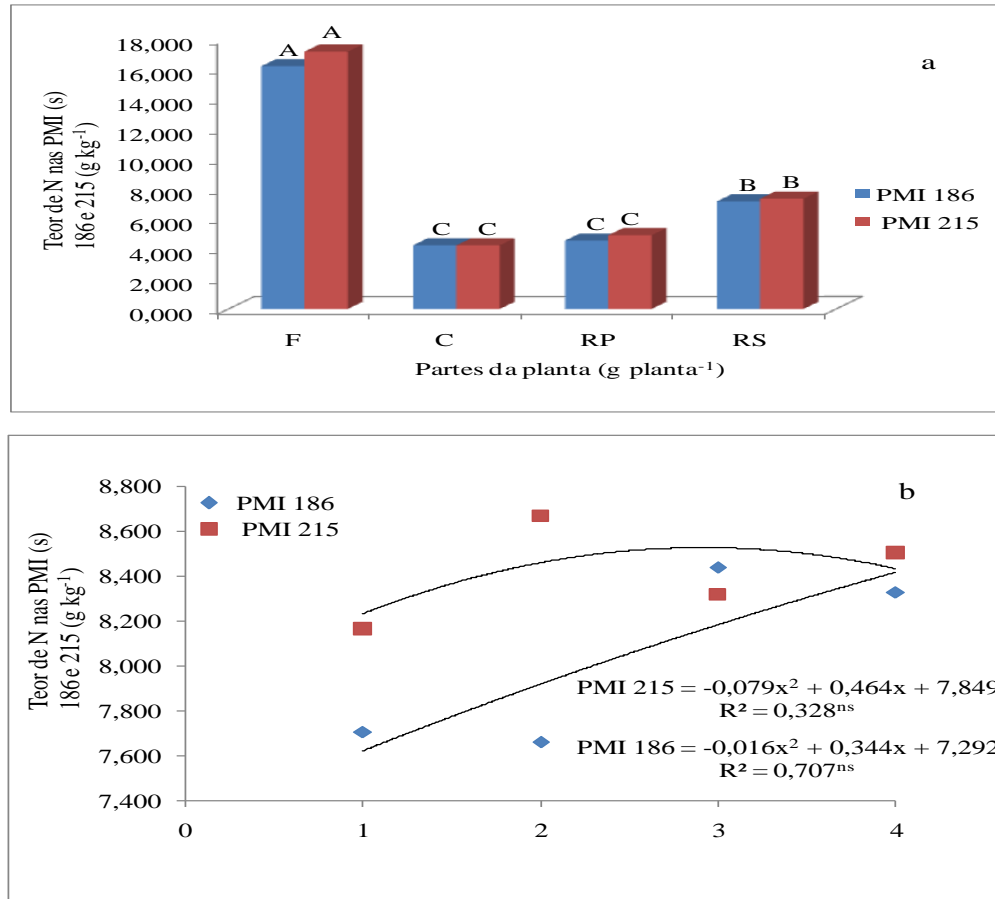 a
Teor de N nas PMI (s)
186 e 215 (g kg-1)
18,000
16,000
14,000
12,000
10,000
8,000
6,000
4,000
2,000
0,000
A A
C C
C C
B B
F C RP RS
Partes da planta (g planta-1)
PMI 186
PMI 215
b
Teor de N nas PMI (s)
186 e 215 (g kg-1)
8,800
8,600
8,400
8,200
8,000
7,800
7,600
7,400
PMI 186
PMI 215
PMI 215 = -0,079x² + 0,464x + 7,849
R² = 0,328ns
PMI 186 = -0,016x² + 0,344x + 7,292
R² = 0,707ns
0 1 2 3 4